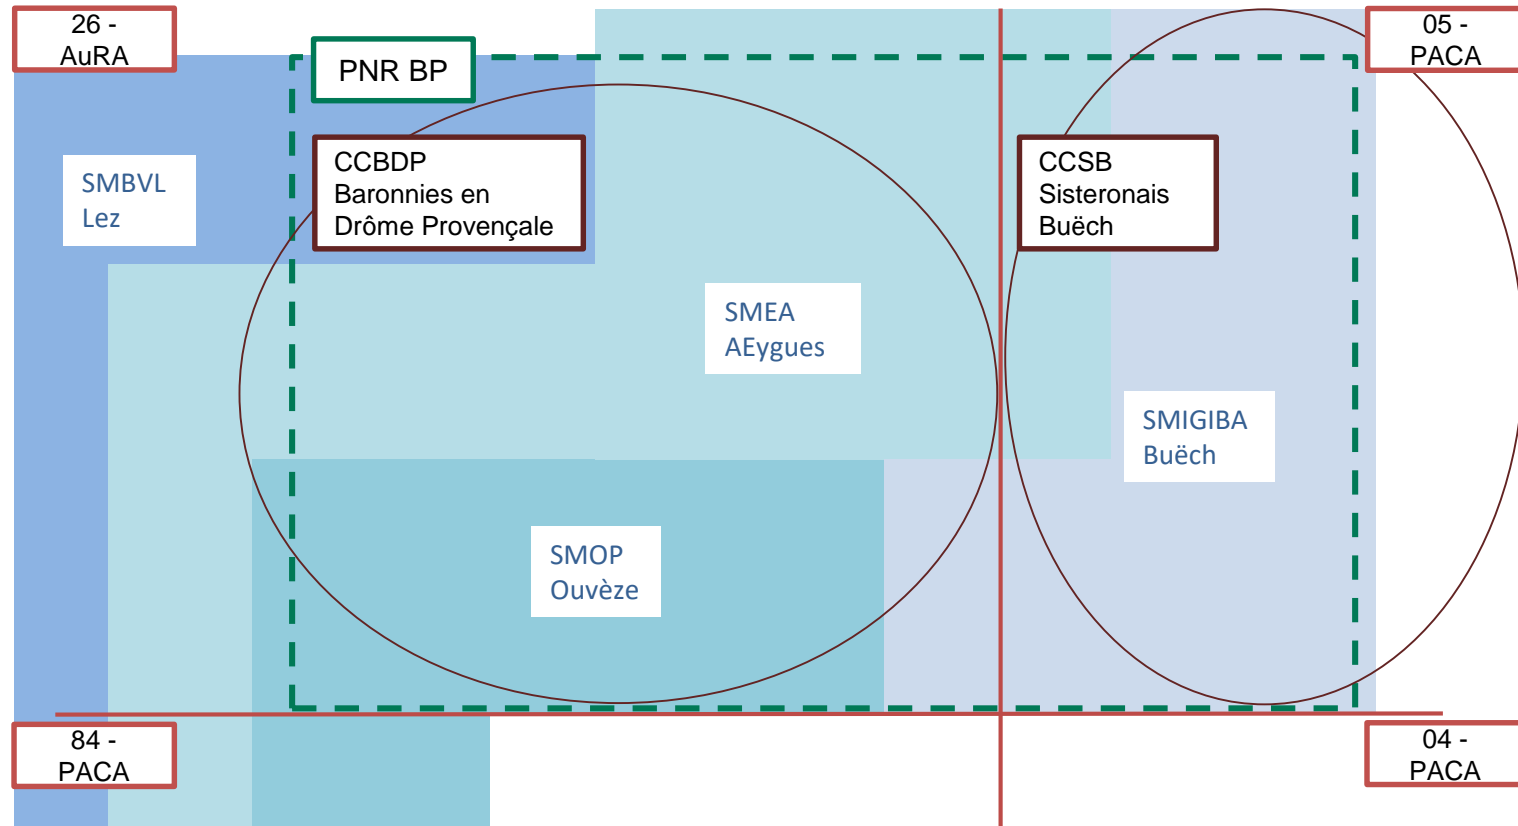 26 -
AuRA
PNR BP
05 -
PACA
CCBDP
Baronnies en
Drôme Provençale
CCSB
Sisteronais
Buëch
SMBVL
Lez
SMEA
AEygues
SMIGIBA
Buëch
SMOP
Ouvèze
84 -
PACA
04 -
PACA